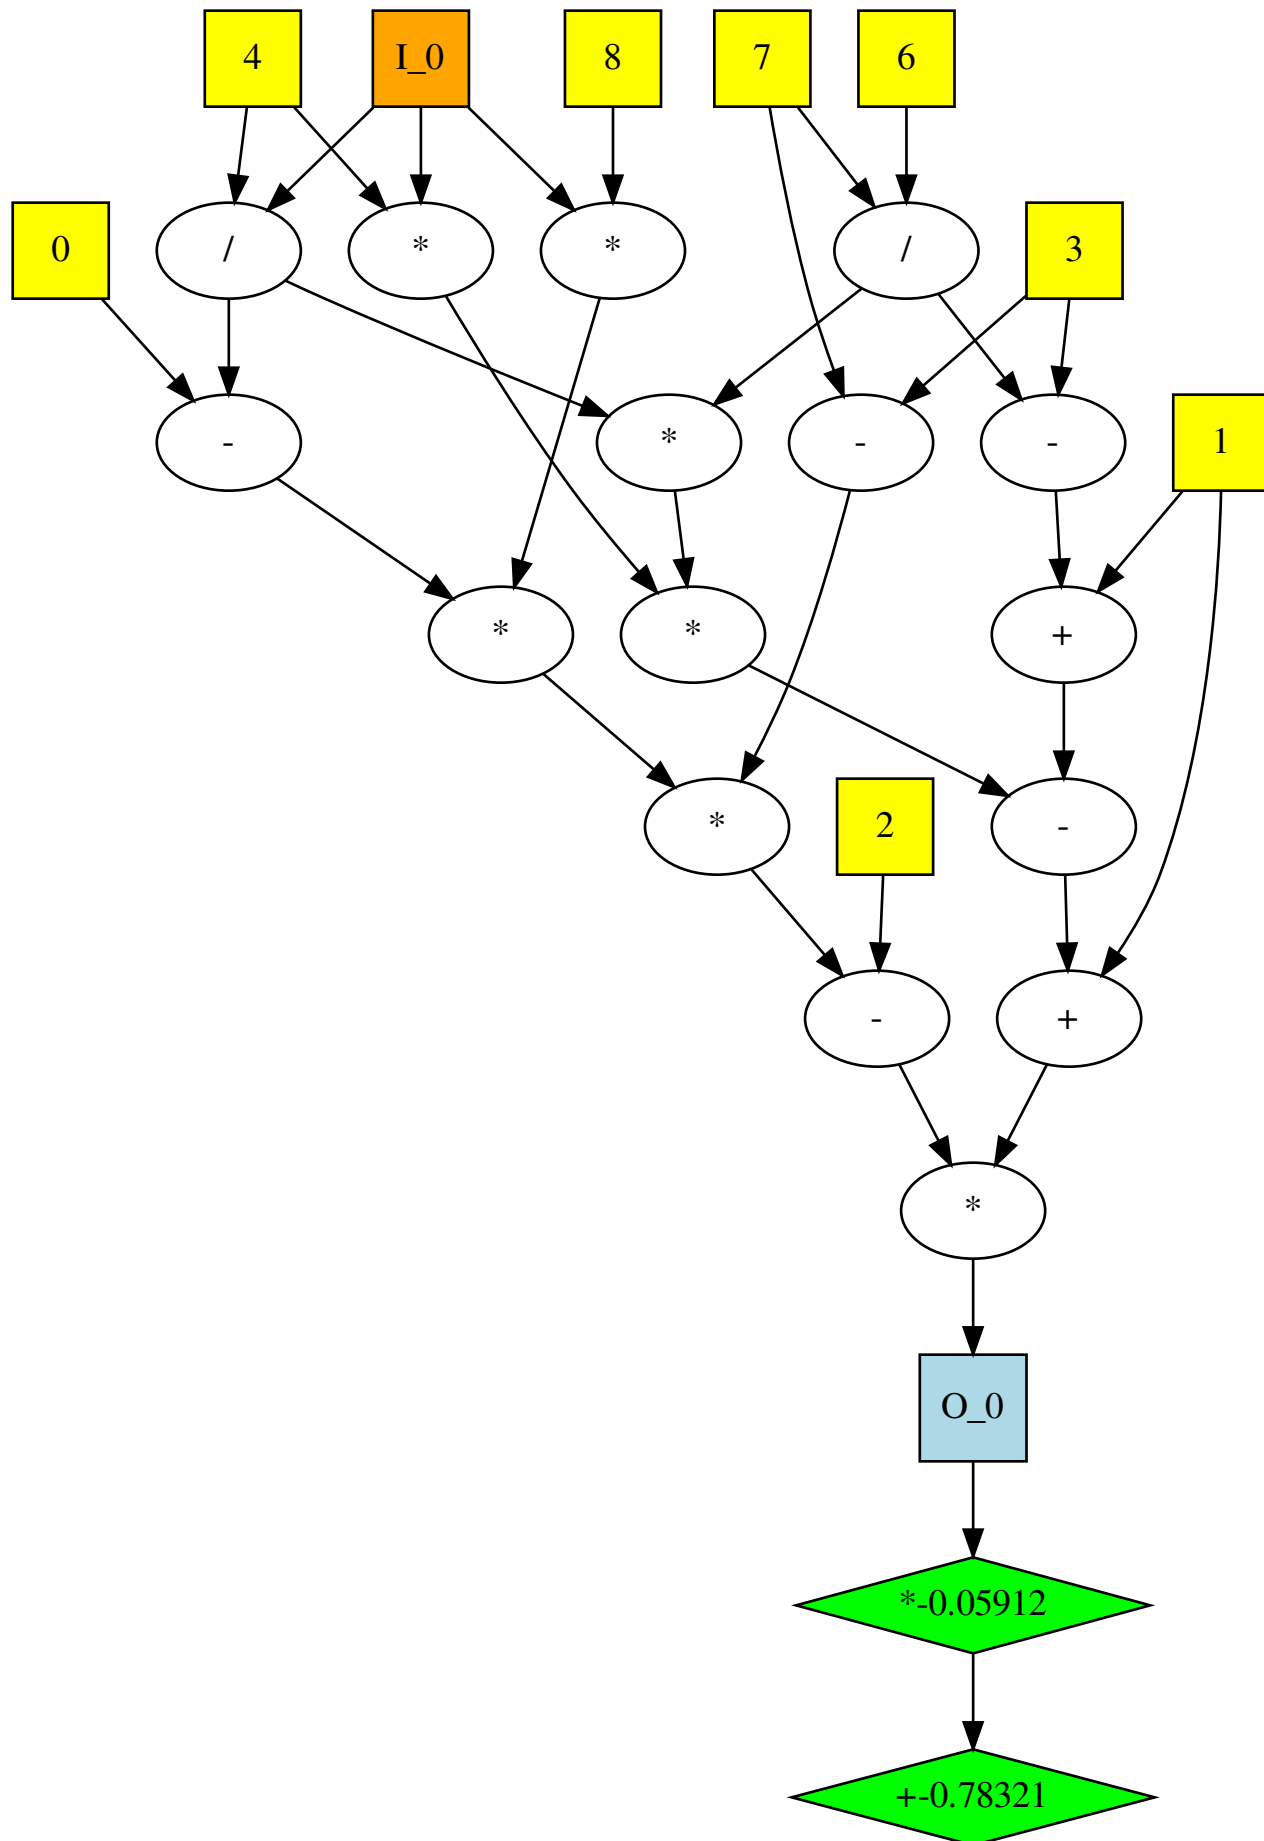 4 I_0 8 7 6
0 / * * / 3
- * - - 1
* * +
* 2 -
- +
*
O_0
*-0.05912
+-0.78321